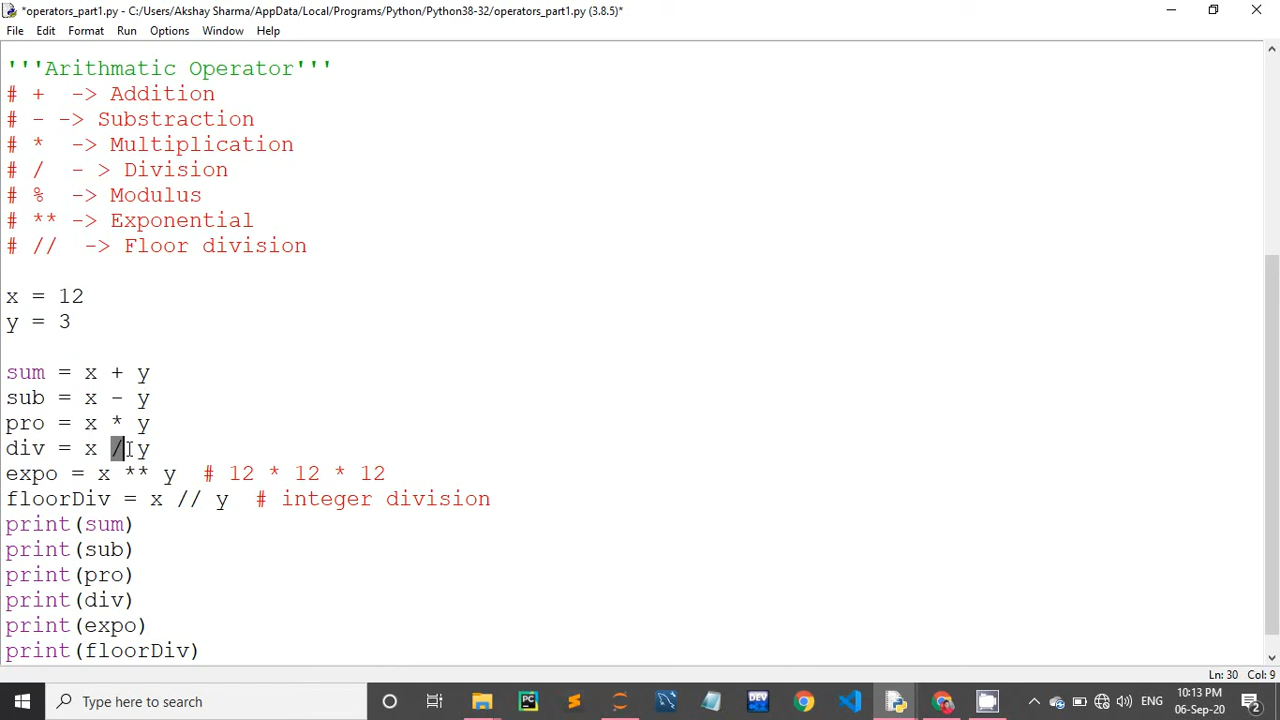 *operators_part1.py - C:/Users/Akshay Sharma/AppData/Local/Programs/Python/Python38-32/operators_part1.py (3.8.5)*
File Edit Format Run Options Window Help
'''Arithmatic Operator'''
# + -> Addition
# - -> Substraction
# * -> Multiplication
# / - > Division
# % -> Modulus
# ** -> Exponential
# // -> Floor division
x = 12
y = 3
sum = x + y
sub = x - y
pro = x * y
div = x / y
expo = x ** y # 12 * 12 * 12
floorDiv = x // y # integer division
print(sum)
print(sub)
print(pro)
print(div)
print(expo)
print(floorDiv)
Ln: 30 Col: 9
Type here to search
PC
DEV
ENG
10:13 PM
06-Sep-20
2